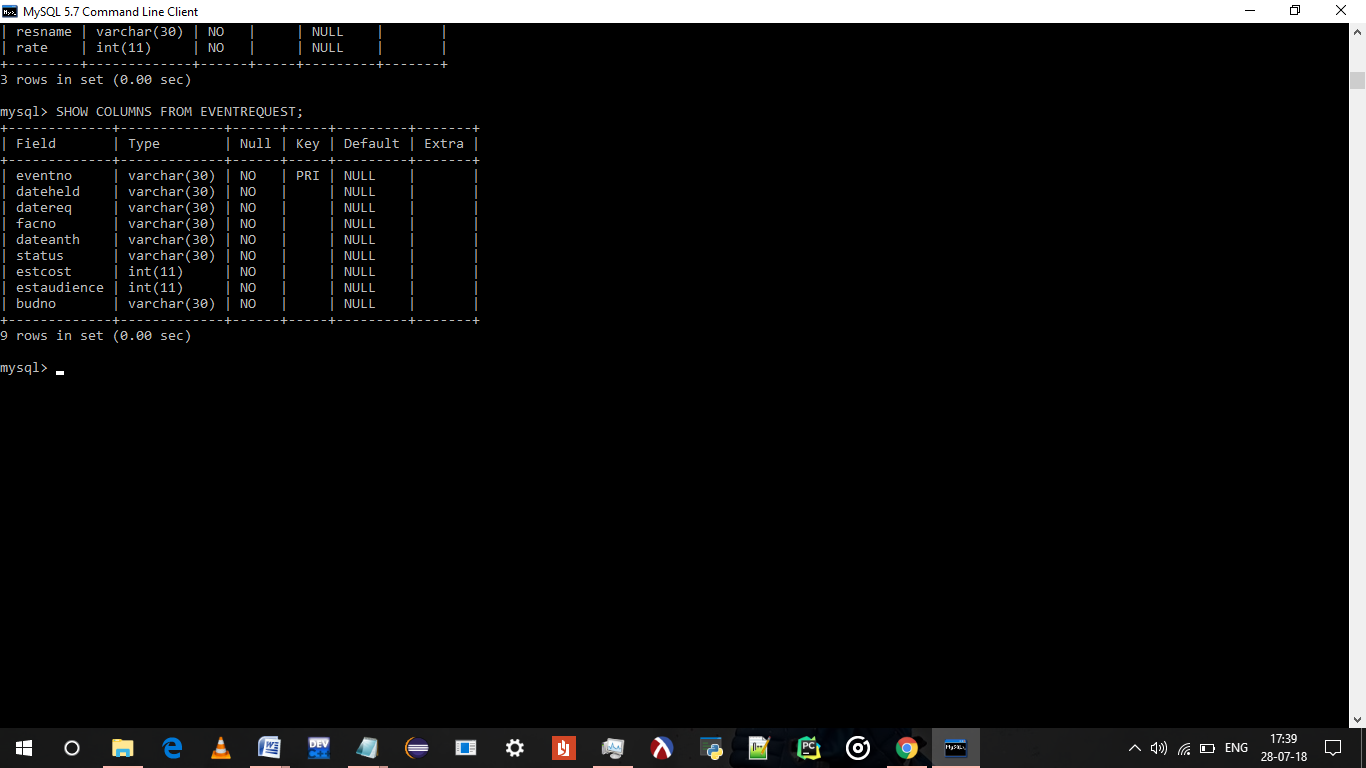 MySQL 5.7 Command Line Client
| resname | varchar(30) | NO   |     | NULL    |       |
| rate    | int(11)     | NO   |     | NULL    |       |
+---------+-------------+------+-----+---------+-------+
3 rows in set (0.00 sec)
mysql> SHOW COLUMNS FROM EVENTREQUEST;
+-------------+-------------+------+-----+---------+-------+
| Field       | Type        | Null | Key | Default | Extra |
+-------------+-------------+------+-----+---------+-------+
| eventno     | varchar(30) | NO   | PRI | NULL    |       |
| dateheld    | varchar(30) | NO   |     | NULL    |       |
| datereq     | varchar(30) | NO   |     | NULL    |       |
| facno       | varchar(30) | NO   |     | NULL    |       |
| dateanth    | varchar(30) | NO   |     | NULL    |       |
| status      | varchar(30) | NO   |     | NULL    |       |
| estcost     | int(11)     | NO   |     | NULL    |       |
| estaudience | int(11)     | NO   |     | NULL    |       |
| budno       | varchar(30) | NO   |     | NULL    |       |
+-------------+-------------+------+-----+---------+-------+
9 rows in set (0.00 sec)
mysql>
ENG
17:39
28-07-18